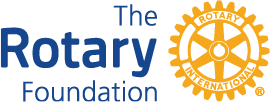 The
Rotary
Foundation
ROTARY
INTERNATIONAL
®